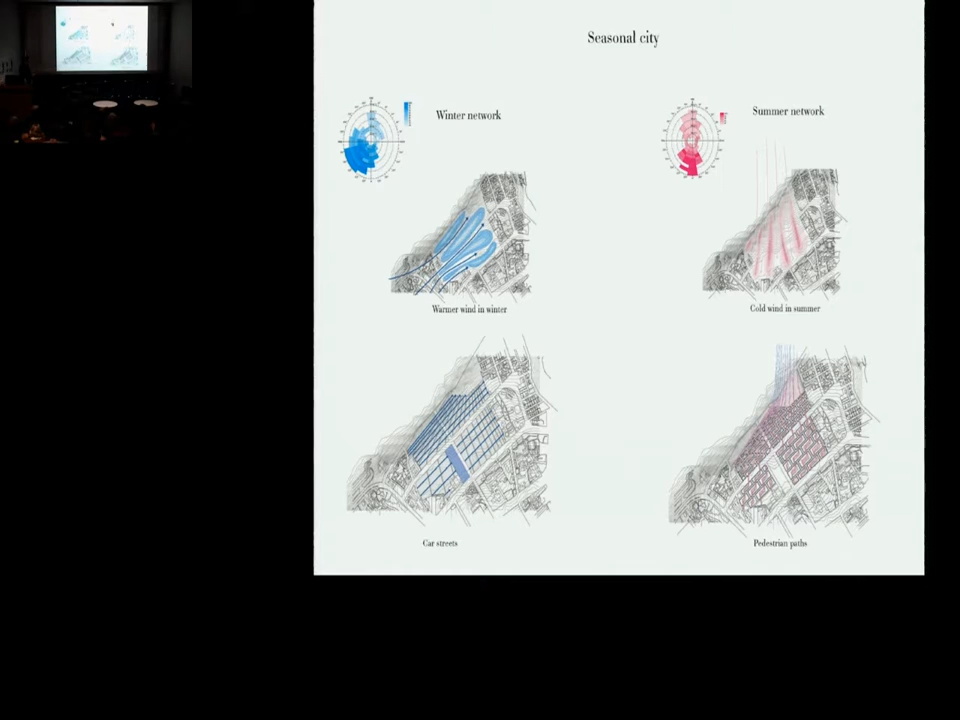 Seasonal city
Winter network
Summer network
Warmer wind in winter
Cold wind in summer
Car streets
Pedestrian paths